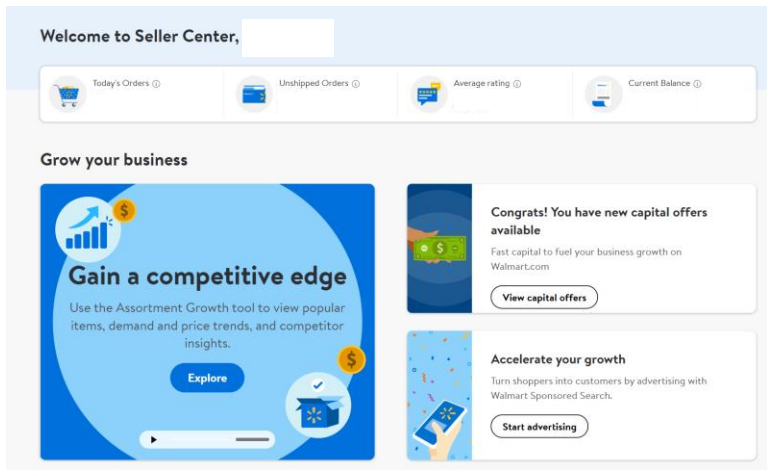 Welcome to Seller Center,
Today's Orders
Unshipped Orders
Average rating
Current Balance
Grow your business
Gain a competitive edge
Use the Assortment Growth tool to view popular
items, demand and price trends, and competitor
insights.
Explore
Congrats! You have new capital offers
available
Fast capital to fuel your business growth on
Walmart.com
View capital offers
Accelerate your growth
Turn shoppers into customers by advertising with
Walmart Sponsored Search.
Start advertising